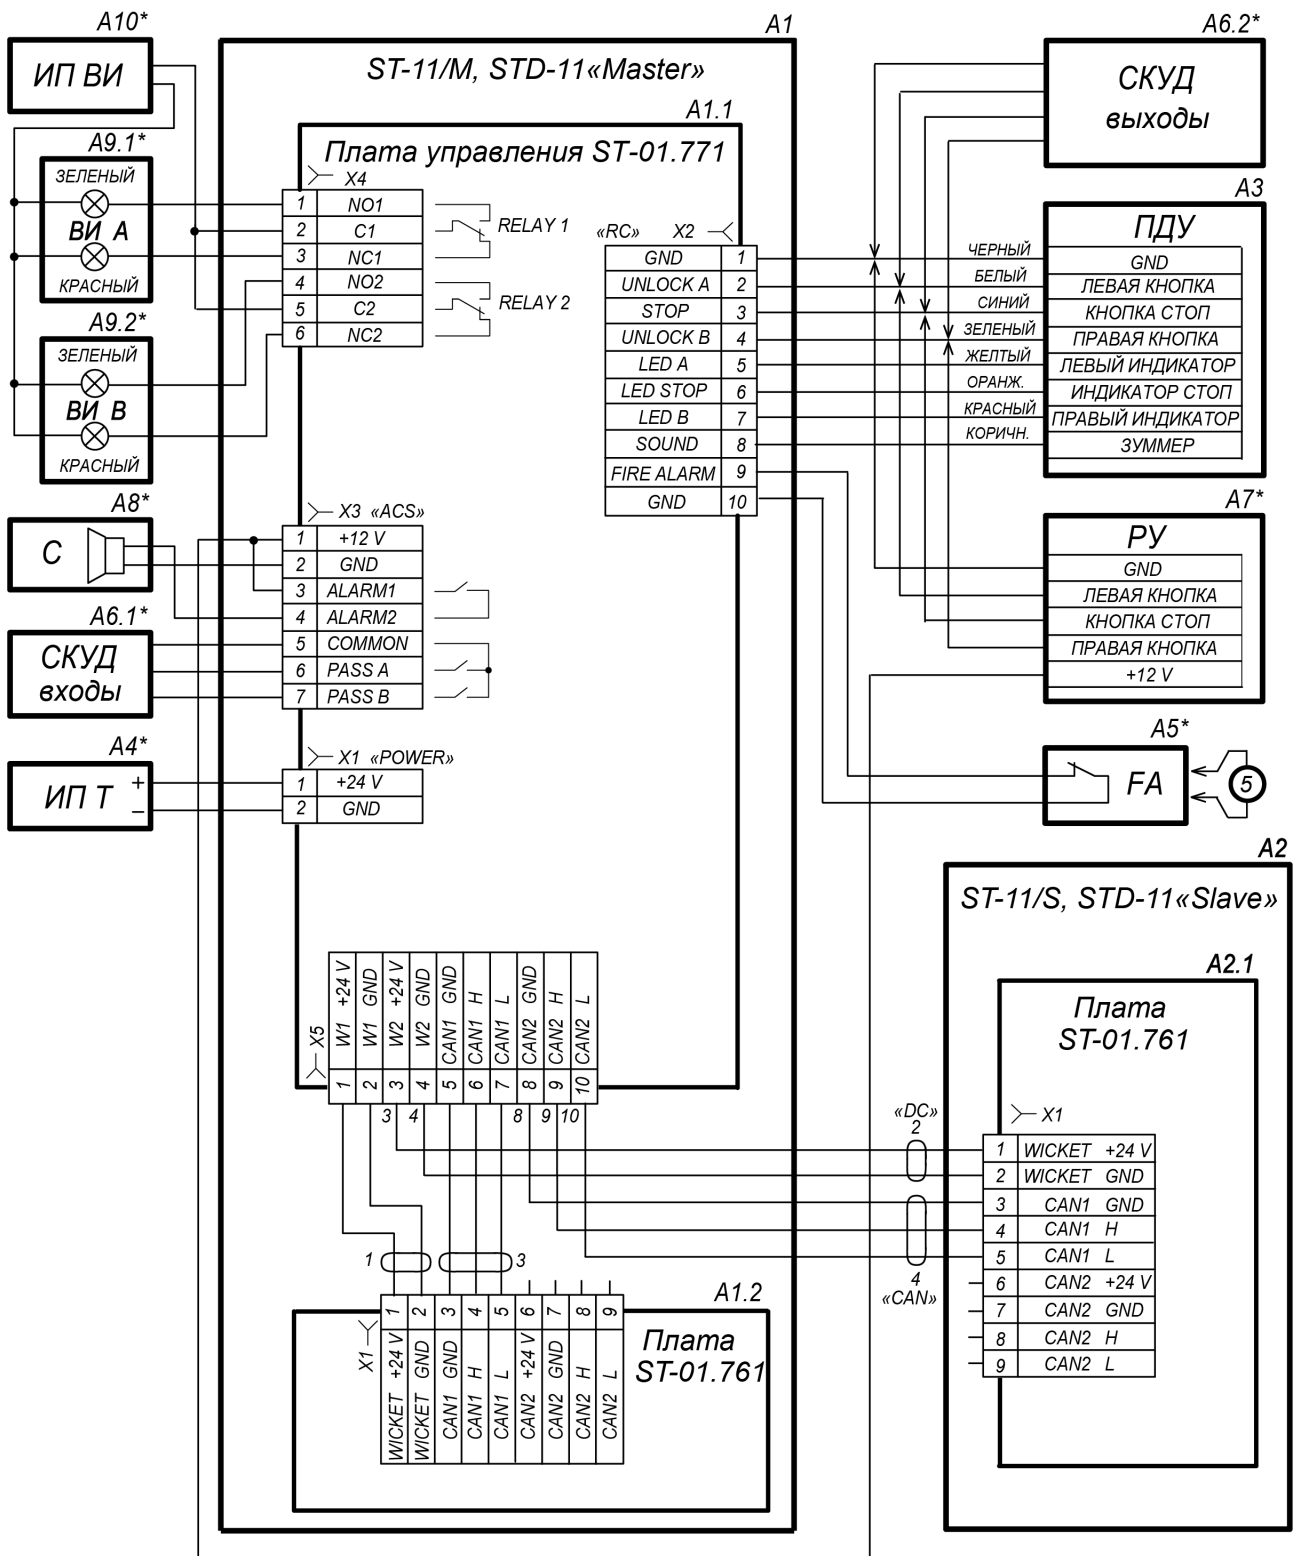 A10*
ИП ВИ
A9.1*
ЗЕЛЕНЫЙ
ВИ A
КРАСНЫЙ
A9.2*
ЗЕЛЕНЫЙ
ВИ B
КРАСНЫЙ
A8*
С
A6.1*
СКУД
входы
A4*
ИП Т
+
–
A1
ST-11/M, STD-11«Master»
A1.1
Плата управления ST-01.771
X4
1 NO1
2 C1
3 NC1
4 NO2
5 C2
6 NC2
RELAY 1
RELAY 2
X3 «ACS»
1 +12 V
2 GND
3 ALARM1
4 ALARM2
5 COMMON
6 PASS A
7 PASS B
X1 «POWER»
1 +24 V
2 GND
«RC» X2
GND 1
UNLOCK A 2
STOP 3
UNLOCK B 4
LED A 5
LED STOP 6
LED B 7
SOUND 8
FIRE ALARM 9
GND 10
X5
1 W1 +24 V
2 W1 GND
3 W2 +24 V
4 W2 GND
5 CAN1 GND
6 CAN1 H
7 CAN1 L
8 CAN2 GND
9 CAN2 H
10 CAN2 L
3 4 8 9 10
1
3
A1.2
X1
1 WICKET +24 V
2 WICKET GND
3 CAN1 GND
4 CAN1 H
5 CAN1 L
6 CAN2 +24 V
7 CAN2 GND
8 CAN2 H
9 CAN2 L
Плата
ST-01.761
A6.2*
СКУД
выходы
A3
ПДУ
ЧЕРНЫЙ GND
БЕЛЫЙ ЛЕВАЯ КНОПКА
СИНИЙ КНОПКА СТОП
ЗЕЛЕНЫЙ ПРАВАЯ КНОПКА
ЖЕЛТЫЙ ЛЕВЫЙ ИНДИКАТОР
ОРАНЖ. ИНДИКАТОР СТОП
КРАСНЫЙ ПРАВЫЙ ИНДИКАТОР
КОРИЧН. ЗУММЕР
A7*
РУ
GND
ЛЕВАЯ КНОПКА
КНОПКА СТОП
ПРАВАЯ КНОПКА
+12 V
A5*
FA
5
A2
ST-11/S, STD-11«Slave»
A2.1
Плата
ST-01.761
«DC»
2
4
«CAN»
X1
1 WICKET +24 V
2 WICKET GND
3 CAN1 GND
4 CAN1 H
5 CAN1 L
6 CAN2 +24 V
7 CAN2 GND
8 CAN2 H
9 CAN2 L